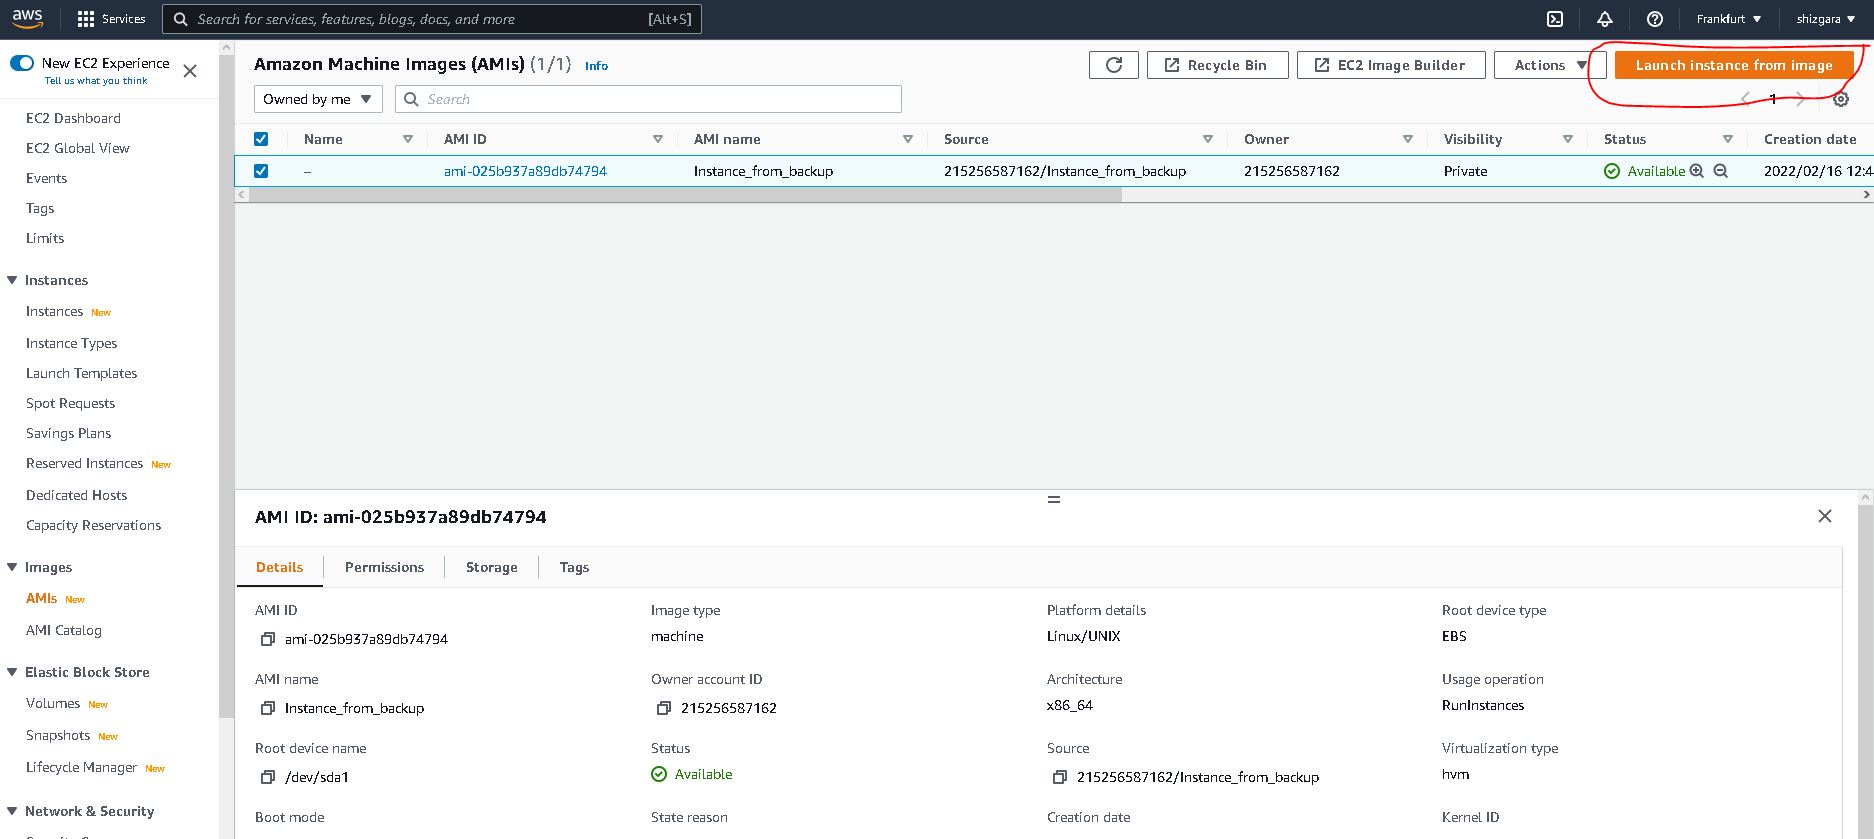 aws Services Search for services, features, blogs, docs, and more [Alt+S] Frankfurt shizgara
New EC2 Experience
Tell us what you think
EC2 Dashboard
EC2 Global View
Events
Tags
Limits
Instances
Instances New
Instance Types
Launch Templates
Spot Requests
Savings Plans
Reserved Instances New
Dedicated Hosts
Capacity Reservations
Images
AMIs New
AMI Catalog
Elastic Block Store
Volumes New
Snapshots New
Lifecycle Manager New
Network & Security
Amazon Machine Images (AMIs) (1/1) Info Recycle Bin EC2 Image Builder Actions Launch instance from image
Owned by me Search 1
Name AMI ID AMI name Source Owner Visibility Status Creation date
– ami-025b937a89db74794 Instance_from_backup 215256587162/Instance_from_backup 215256587162 Private Available 2022/02/16 12:4
AMI ID: ami-025b937a89db74794
Details Permissions Storage Tags
AMI ID Image type Platform details Root device type
ami-025b937a89db74794 machine Linux/UNIX EBS
AMI name Owner account ID Architecture Usage operation
Instance_from_backup 215256587162 x86_64 RunInstances
Root device name Status Source Virtualization type
/dev/sda1 Available 215256587162/Instance_from_backup hvm
Boot mode State reason Creation date Kernel ID